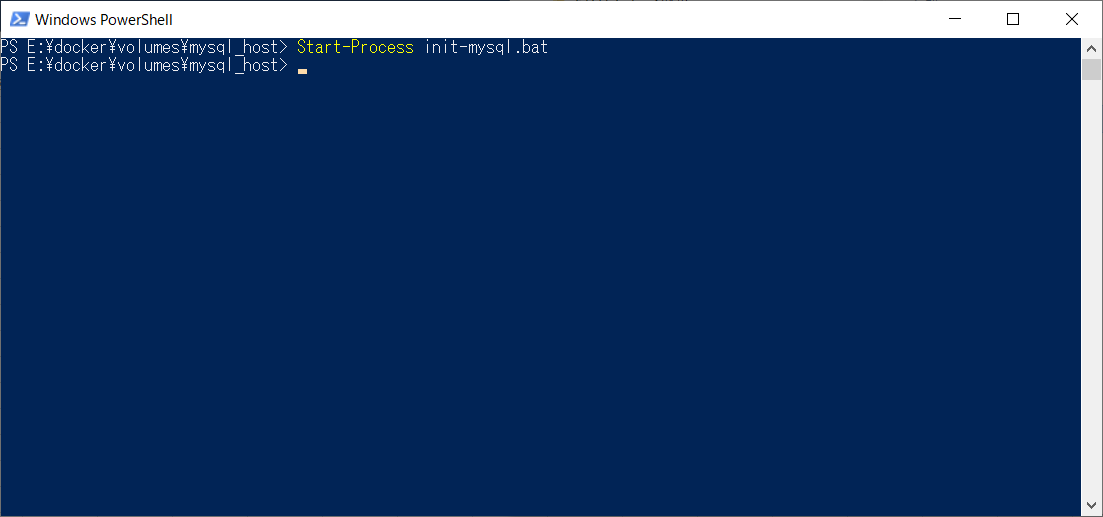 Windows PowerShell
PS E:¥docker¥volumes¥mysql_host> Start-Process init-mysql.bat
PS E:¥docker¥volumes¥mysql_host>